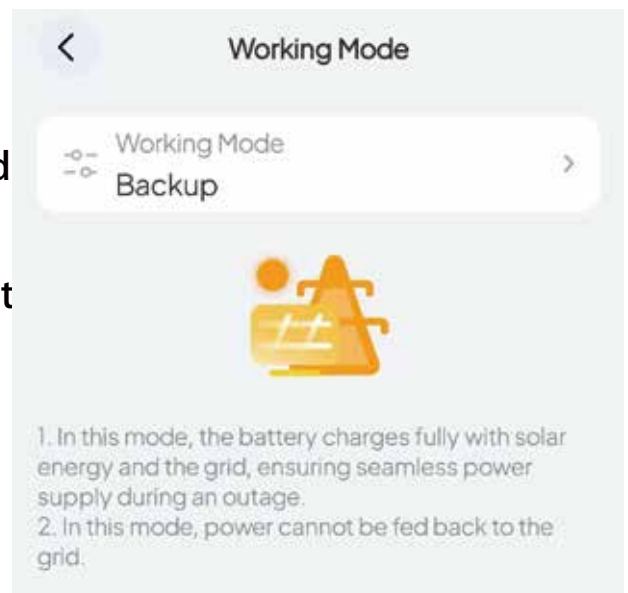 Working Mode
d
Working Mode
Backup
t
1. In this mode, the battery charges fully with solar
energy and the grid, ensuring seamless power
supply during an outage.
2. In this mode, power cannot be fed back to the
grid.